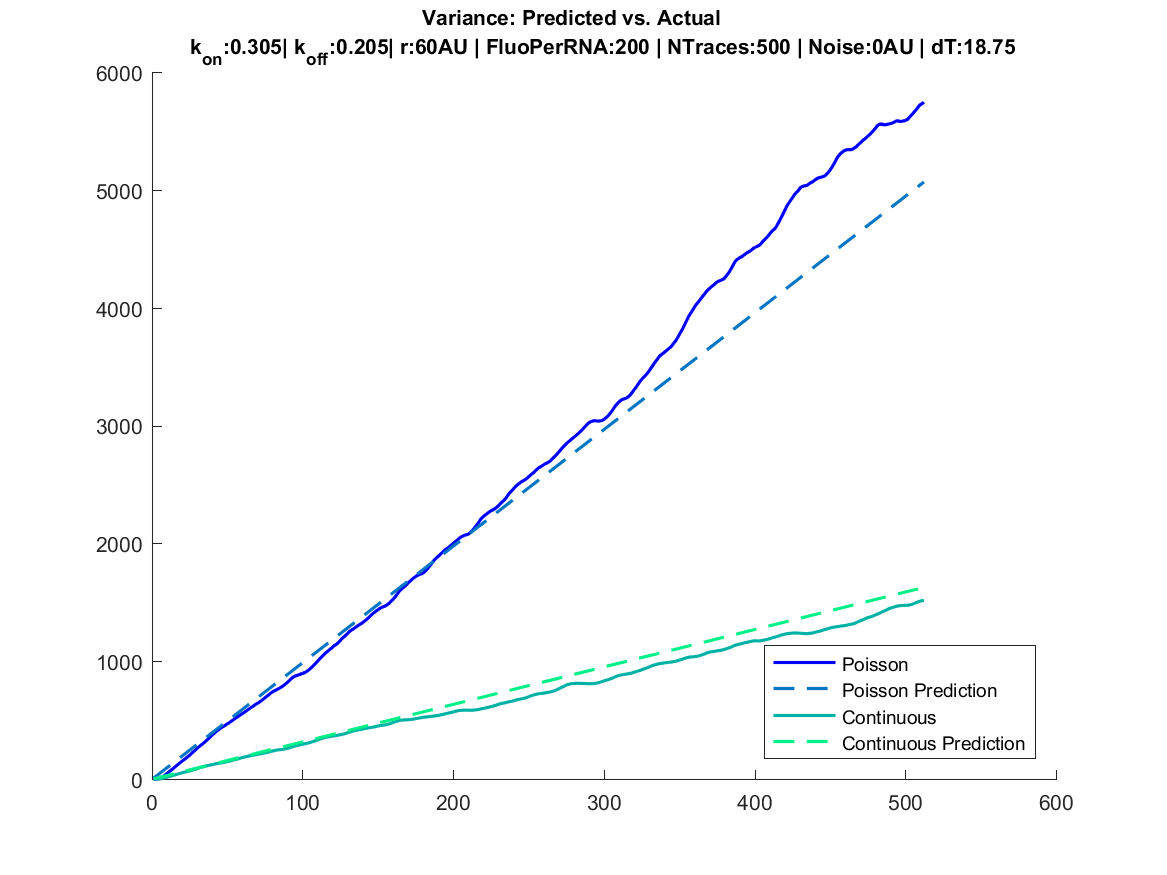 Variance: Predicted vs. Actual
kon:0.305| koff:0.205| r:60AU | FluoPerRNA:200 | NTraces:500 | Noise:0AU | dT:18.75
6000
5000
4000
3000
2000
1000
0
0 100 200 300 400 500 600
Poisson
Poisson Prediction
Continuous
Continuous Prediction